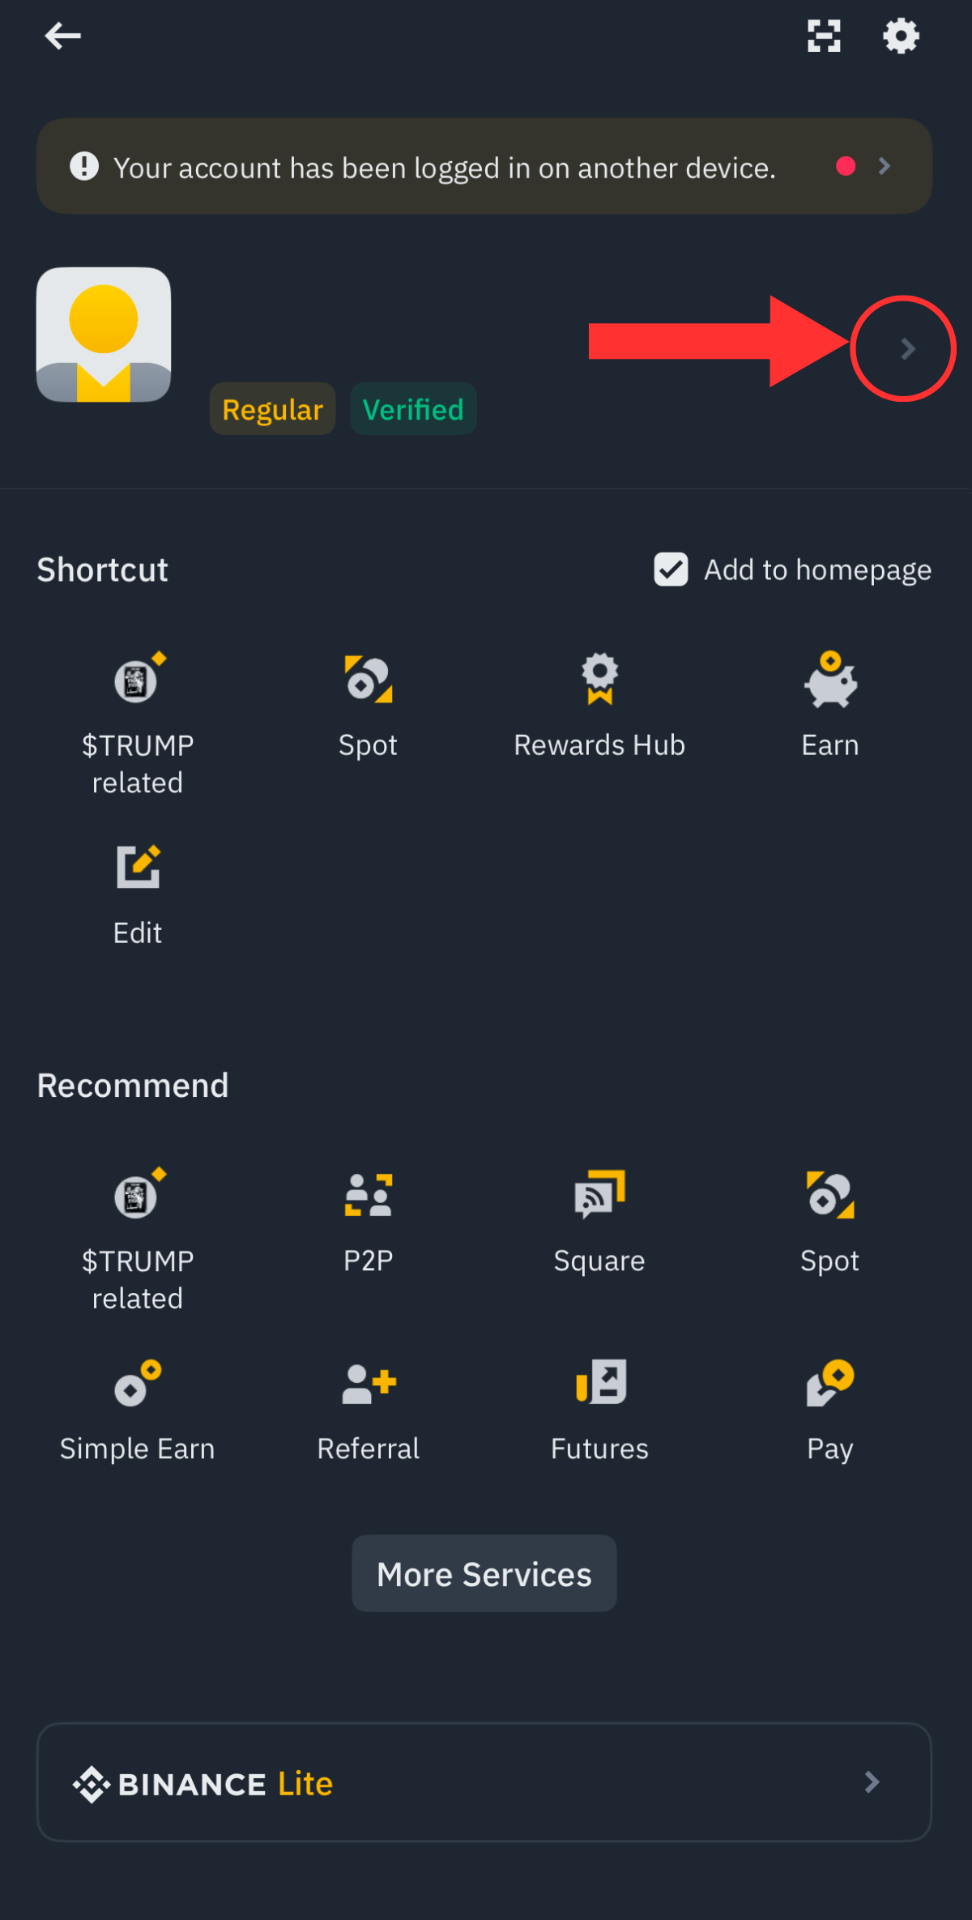 Your account has been logged in on another device.
Regular Verified
Shortcut
Add to homepage
$TRUMP related
Spot
Rewards Hub
Earn
Edit
Recommend
$TRUMP related
P2P
Square
Spot
Simple Earn
Referral
Futures
Pay
More Services
BINANCE Lite